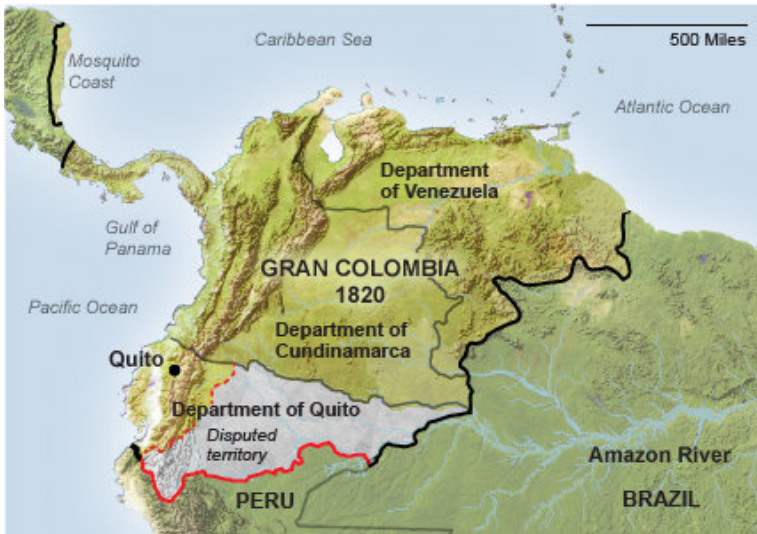 Caribbean Sea
500 Miles
Mosquito
Coast
Atlantic Ocean
Department
of Venezuela
Gulf of
Panama
GRAN COLOMBIA
1820
Pacific Ocean
Department of
Cundinamarca
Quito
Department of Quito
Disputed
territory
Amazon River
PERU
BRAZIL